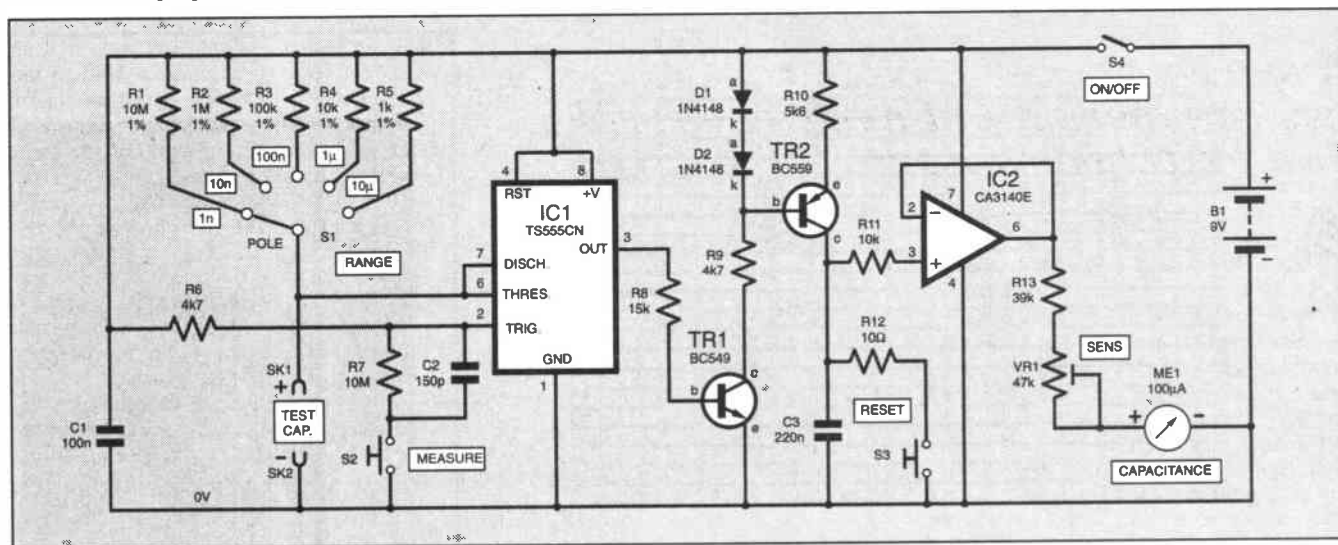 R1
10M
1%
R2
1M
1%
R3
100k
1%
R4
10k
1%
R5
1k
1%
1n
10n
100n
1µ
10µ
POLE
S1
RANGE
R6
4k7
C1
100n
0V
SK1
+
TEST
CAP.
−
SK2
R7
10M
C2
150p
S2
MEASURE
4
8
RST
+V
IC1
TS555CN
OUT
3
7
DISCH.
6
THRES.
2
TRIG.
GND
1
R8
15k
TR1
BC549
b
c
e
D1
1N4148
a
k
D2
1N4148
a
k
R9
4k7
R10
5k6
TR2
BC559
b
e
c
R11
10k
R12
10Ω
C3
220n
RESET
S3
IC2
CA3140E
2
−
3
+
7
6
4
R13
39k
SENS
VR1
47k
ME1
100µA
+
−
CAPACITANCE
S4
ON/OFF
+
B1
9V
−